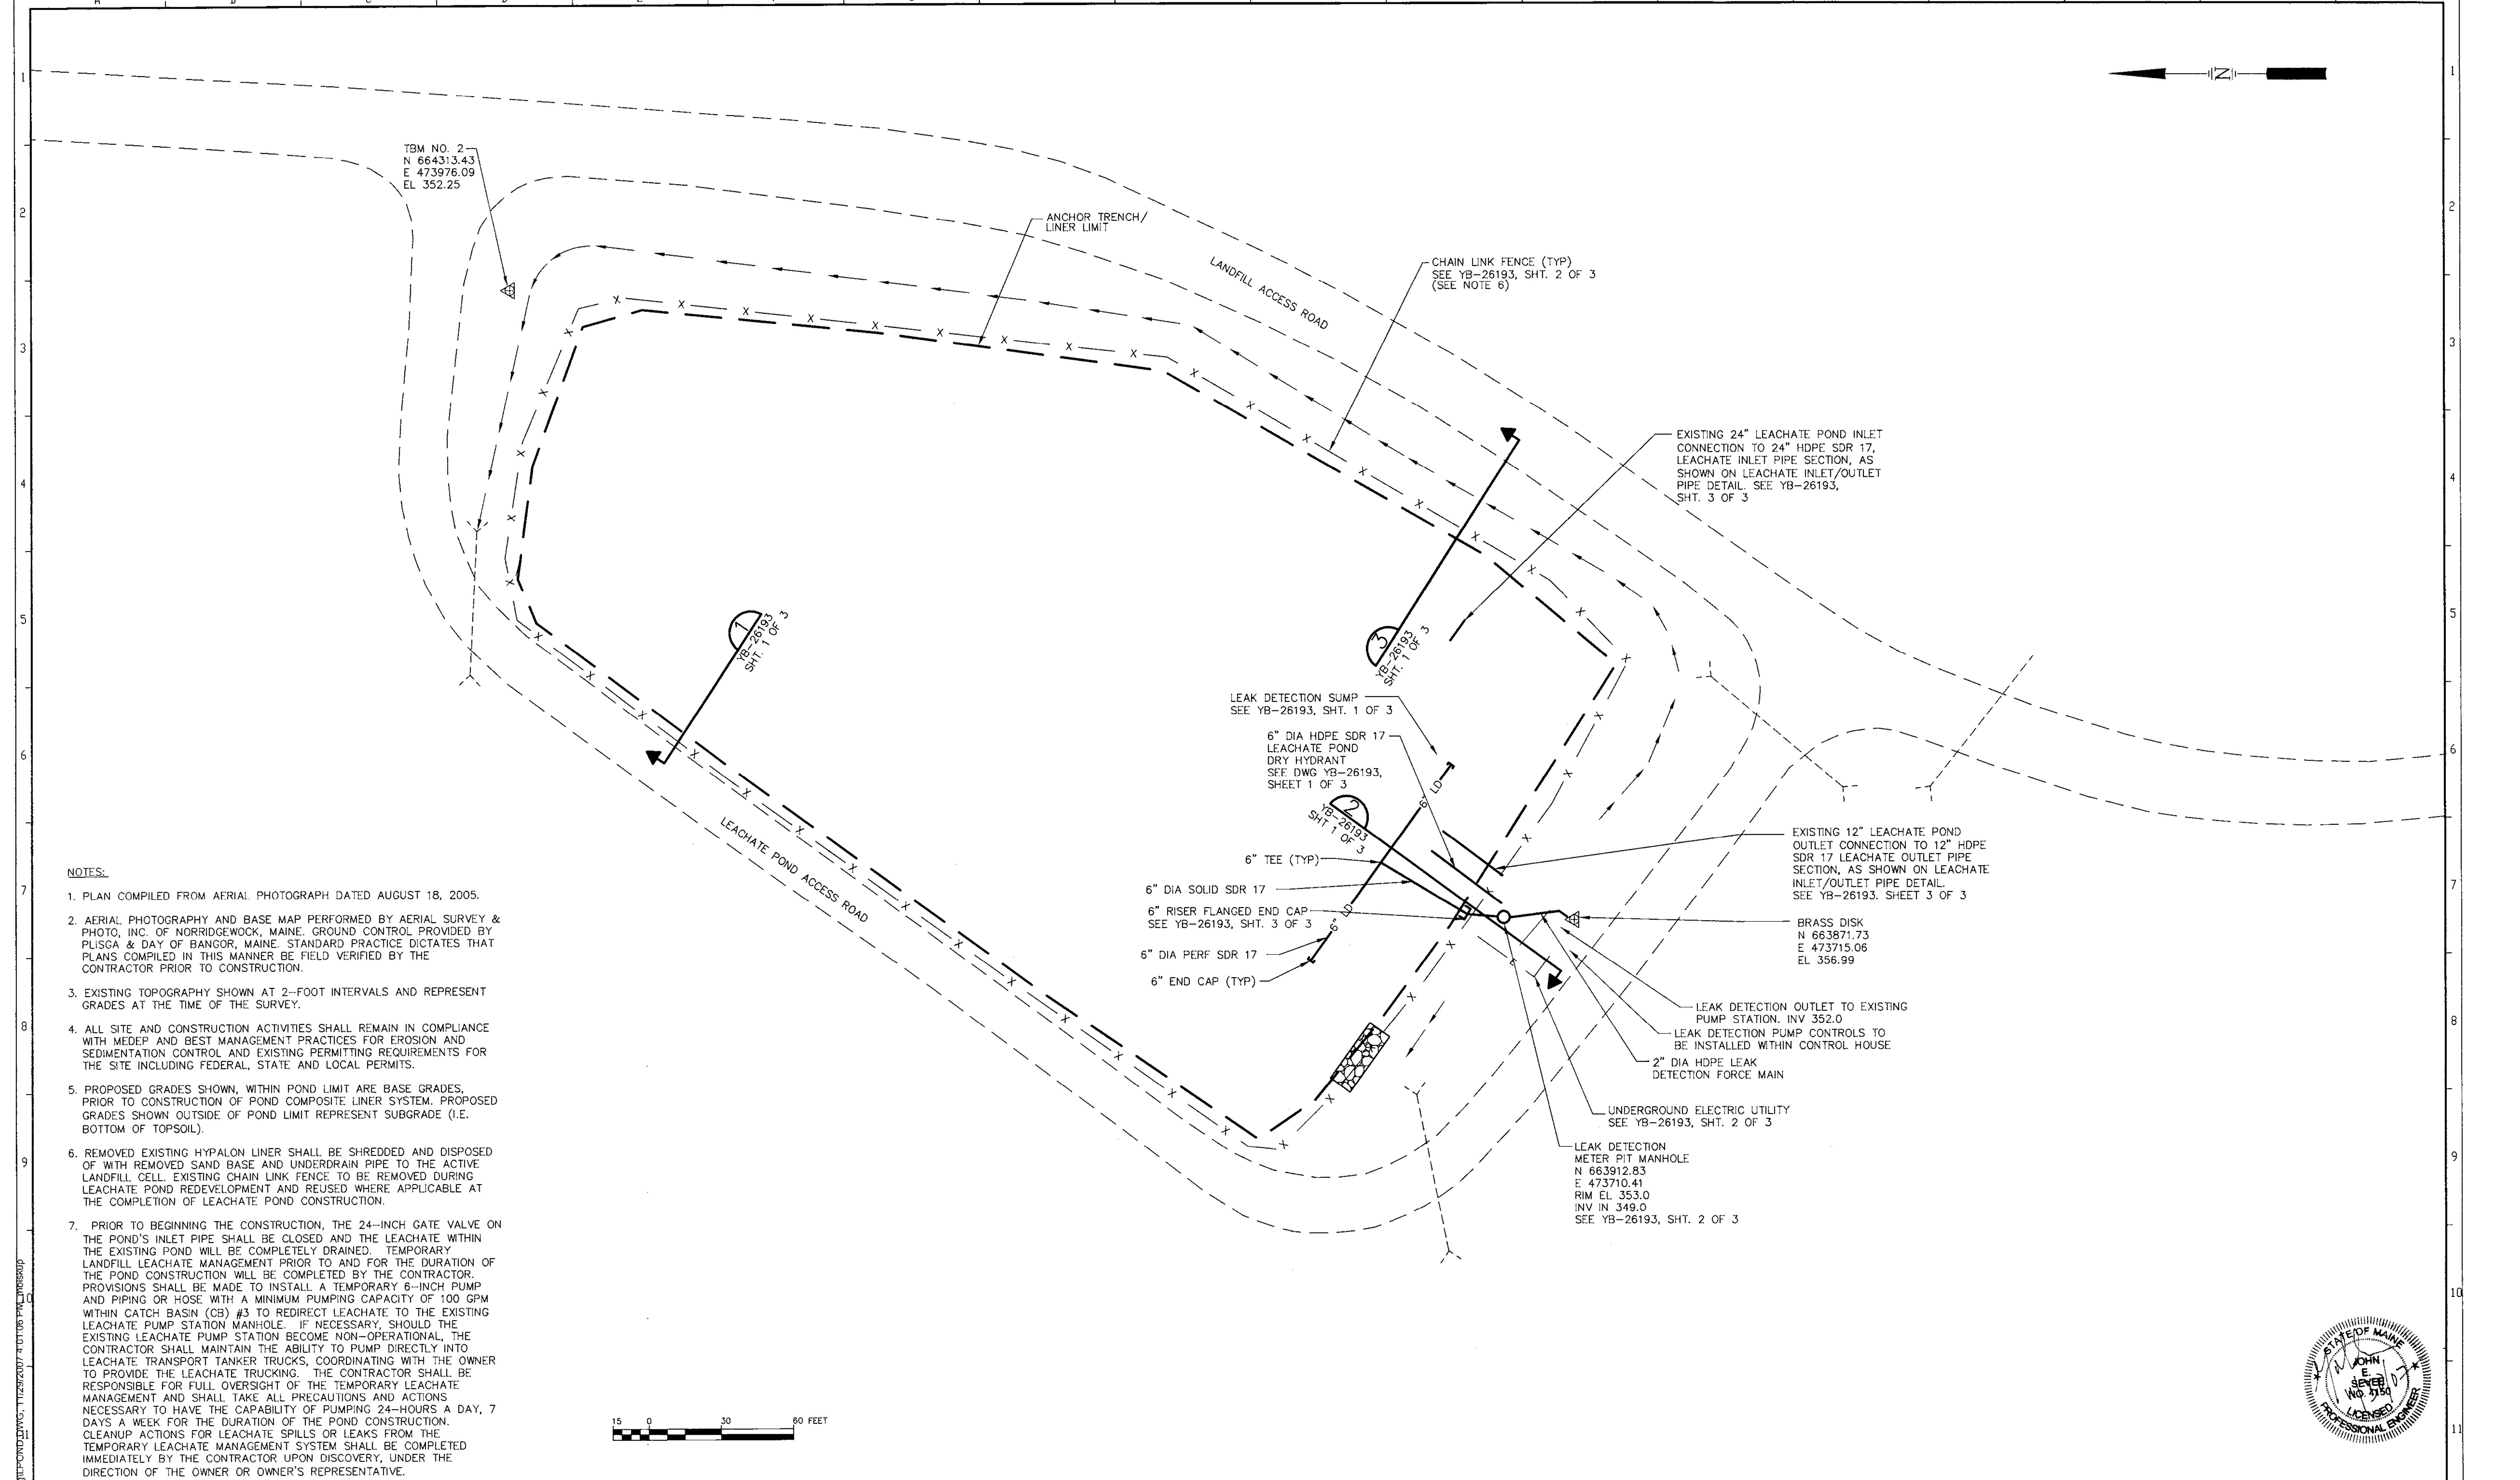 A B C D E
N
TBM NO. 2
N 664313.43
E 473976.09
EL 352.25
ANCHOR TRENCH/
LINER LIMIT
LANDFILL ACCESS ROAD
CHAIN LINK FENCE (TYP)
SEE YB-26193, SHT. 2 OF 3
(SEE NOTE 6)
EXISTING 24" LEACHATE POND INLET
CONNECTION TO 24" HDPE SDR 17,
LEACHATE INLET PIPE SECTION, AS
SHOWN ON LEACHATE INLET/OUTLET
PIPE DETAIL. SEE YB-26193,
SHT. 3 OF 3
1
YB-26193
SHT. 1 OF 3
3
YB-26193
SHT. 1 OF 3
LEAK DETECTION SUMP
SEE YB-26193, SHT. 1 OF 3
6" DIA HDPE SDR 17
LEACHATE POND
DRY HYDRANT
SEE DWG YB-26193,
SHEET 1 OF 3
6" LD
2
YB-26193
SHT 1 OF 3
6" TEE (TYP)
6" DIA SOLID SDR 17
6" RISER FLANGED END CAP
SEE YB-26193, SHT. 3 OF 3
6" LD
6" DIA PERF SDR 17
6" END CAP (TYP)
E
LEACHATE POND ACCESS ROAD
EXISTING 12" LEACHATE POND
OUTLET CONNECTION TO 12" HDPE
SDR 17 LEACHATE OUTLET PIPE
SECTION, AS SHOWN ON LEACHATE
INLET/OUTLET PIPE DETAIL.
SEE YB-26193. SHEET 3 OF 3
BRASS DISK
N 663871.73
E 473715.06
EL 356.99
LEAK DETECTION OUTLET TO EXISTING
PUMP STATION. INV 352.0
LEAK DETECTION PUMP CONTROLS TO
BE INSTALLED WITHIN CONTROL HOUSE
2" DIA HDPE LEAK
DETECTION FORCE MAIN
UNDERGROUND ELECTRIC UTILITY
SEE YB-26193, SHT. 2 OF 3
LEAK DETECTION
METER PIT MANHOLE
N 663912.83
E 473710.41
RIM EL 353.0
INV IN 349.0
SEE YB-26193, SHT. 2 OF 3
NOTES:
1. PLAN COMPILED FROM AERIAL PHOTOGRAPH DATED AUGUST 18, 2005.
2. AERIAL PHOTOGRAPHY AND BASE MAP PERFORMED BY AERIAL SURVEY &
PHOTO, INC. OF NORRIDGEWOCK, MAINE. GROUND CONTROL PROVIDED BY
PLISGA & DAY OF BANGOR, MAINE. STANDARD PRACTICE DICTATES THAT
PLANS COMPILED IN THIS MANNER BE FIELD VERIFIED BY THE
CONTRACTOR PRIOR TO CONSTRUCTION.
3. EXISTING TOPOGRAPHY SHOWN AT 2-FOOT INTERVALS AND REPRESENT
GRADES AT THE TIME OF THE SURVEY.
4. ALL SITE AND CONSTRUCTION ACTIVITIES SHALL REMAIN IN COMPLIANCE
WITH MEDEP AND BEST MANAGEMENT PRACTICES FOR EROSION AND
SEDIMENTATION CONTROL AND EXISTING PERMITTING REQUIREMENTS FOR
THE SITE INCLUDING FEDERAL, STATE AND LOCAL PERMITS.
5. PROPOSED GRADES SHOWN, WITHIN POND LIMIT ARE BASE GRADES,
PRIOR TO CONSTRUCTION OF POND COMPOSITE LINER SYSTEM. PROPOSED
GRADES SHOWN OUTSIDE OF POND LIMIT REPRESENT SUBGRADE (I.E.
BOTTOM OF TOPSOIL).
6. REMOVED EXISTING HYPALON LINER SHALL BE SHREDDED AND DISPOSED
OF WITH REMOVED SAND BASE AND UNDERDRAIN PIPE TO THE ACTIVE
LANDFILL CELL. EXISTING CHAIN LINK FENCE TO BE REMOVED DURING
LEACHATE POND REDEVELOPMENT AND REUSED WHERE APPLICABLE AT
THE COMPLETION OF LEACHATE POND CONSTRUCTION.
7. PRIOR TO BEGINNING THE CONSTRUCTION, THE 24-INCH GATE VALVE ON
THE POND'S INLET PIPE SHALL BE CLOSED AND THE LEACHATE WITHIN
THE EXISTING POND WILL BE COMPLETELY DRAINED. TEMPORARY
LANDFILL LEACHATE MANAGEMENT PRIOR TO AND FOR THE DURATION OF
THE POND CONSTRUCTION WILL BE COMPLETED BY THE CONTRACTOR.
PROVISIONS SHALL BE MADE TO INSTALL A TEMPORARY 6-INCH PUMP
AND PIPING OR HOSE WITH A MINIMUM PUMPING CAPACITY OF 100 GPM
WITHIN CATCH BASIN (CB) #3 TO REDIRECT LEACHATE TO THE EXISTING
LEACHATE PUMP STATION MANHOLE. IF NECESSARY, SHOULD THE
EXISTING LEACHATE PUMP STATION BECOME NON-OPERATIONAL, THE
CONTRACTOR SHALL MAINTAIN THE ABILITY TO PUMP DIRECTLY INTO
LEACHATE TRANSPORT TANKER TRUCKS, COORDINATING WITH THE OWNER
TO PROVIDE THE LEACHATE TRUCKING. THE CONTRACTOR SHALL BE
RESPONSIBLE FOR FULL OVERSIGHT OF THE TEMPORARY LEACHATE
MANAGEMENT AND SHALL TAKE ALL PRECAUTIONS AND ACTIONS
NECESSARY TO HAVE THE CAPABILITY OF PUMPING 24-HOURS A DAY, 7
DAYS A WEEK FOR THE DURATION OF THE POND CONSTRUCTION.
CLEANUP ACTIONS FOR LEACHATE SPILLS OR LEAKS FROM THE
TEMPORARY LEACHATE MANAGEMENT SYSTEM SHALL BE COMPLETED
IMMEDIATELY BY THE CONTRACTOR UPON DISCOVERY, UNDER THE
DIRECTION OF THE OWNER OR OWNER'S REPRESENTATIVE.
15 0 30 60 FEET
STATE OF MAINE
JOHN
E.
SEVEE
NO. 4150
LICENSED
PROFESSIONAL ENGINEER
1
2
3
4
5
6
7
8
9
10
11
1
2
3
4
5
6
7
8
9
10
11